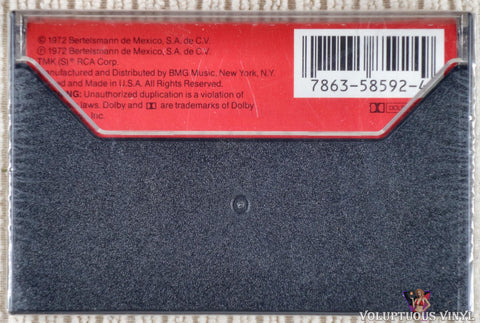 © 1972 Bertelsmann de Mexico, S.A. de C.V.
℗ 1972 Bertelsmann de Mexico, S.A. de C.V.
TMK (S)® RCA Corp.
anufactured and Distributed by BMG Music, New York, N.Y.
ed and Made in U.S.A. All Rights Reserved.
NG: Unauthorized duplication is a violation of
laws. Dolby and are trademarks of Dolby
Inc.
7863-58592-4
DOLBY
VOLUPTUOUS VINYL